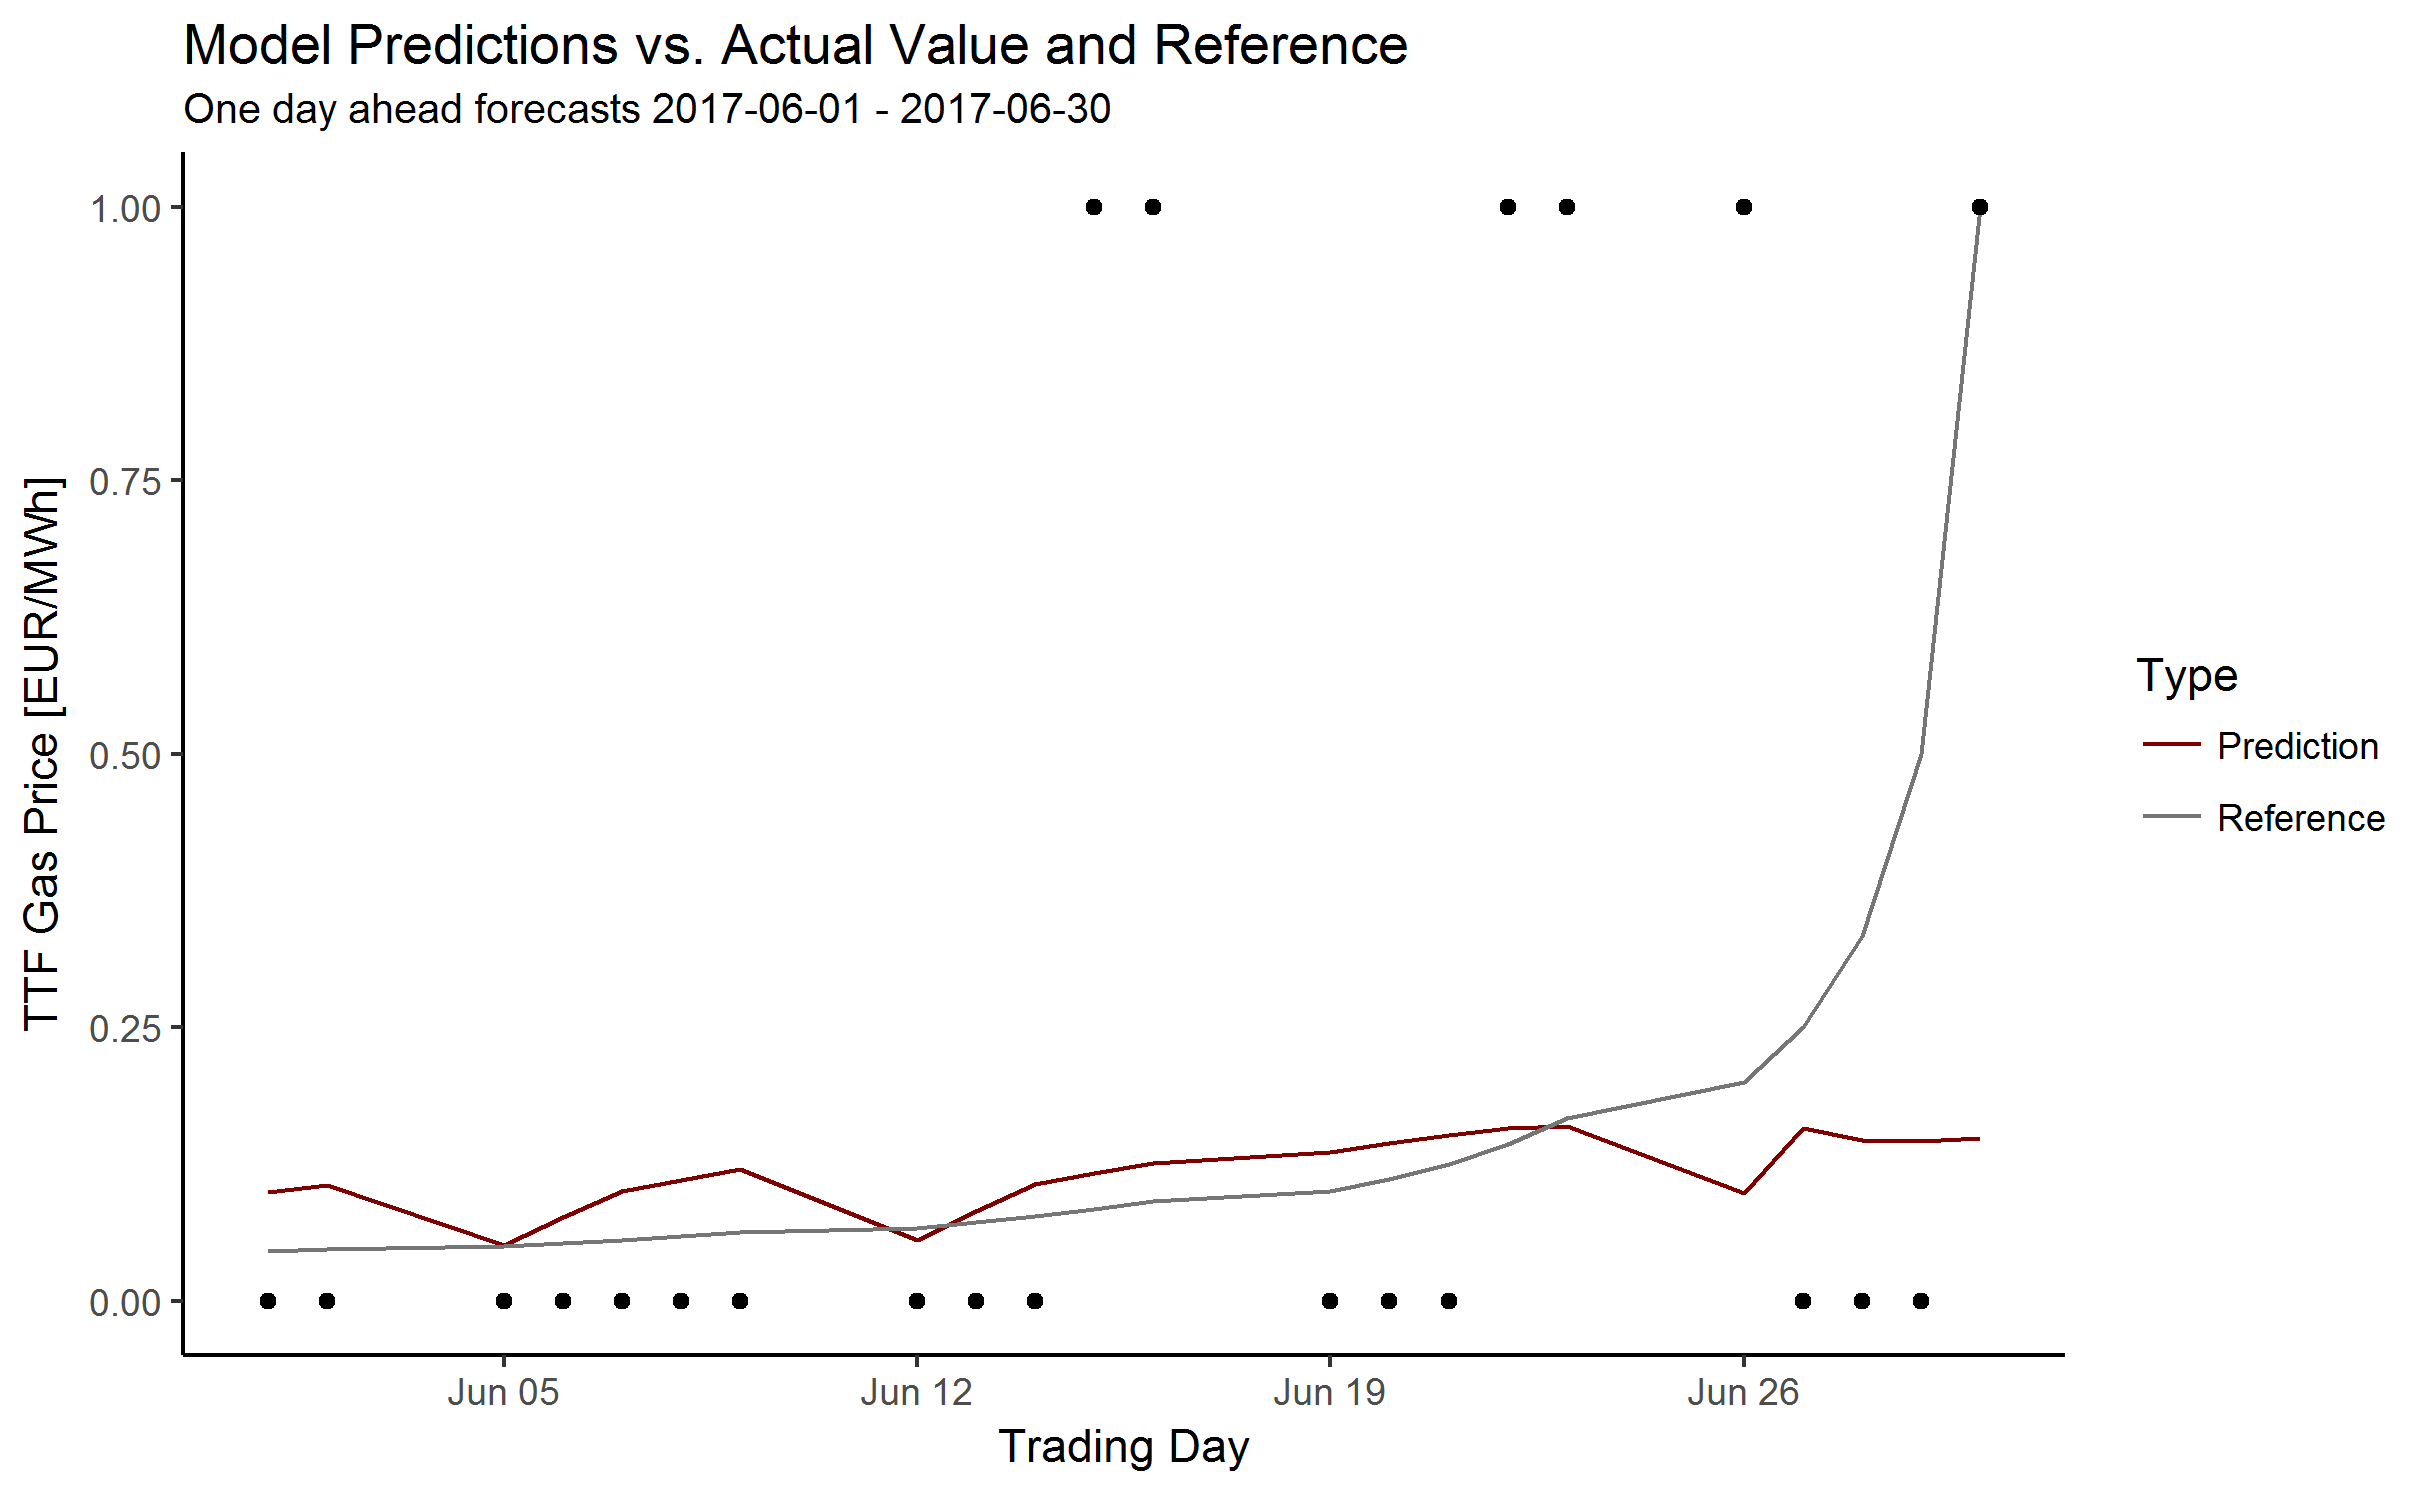 Model Predictions vs. Actual Value and Reference
One day ahead forecasts 2017-06-01 - 2017-06-30
TTF Gas Price [EUR/MWh]
1.00
0.75
0.50
0.25
0.00
Jun 05
Jun 12
Jun 19
Jun 26
Trading Day
Type
Prediction
Reference